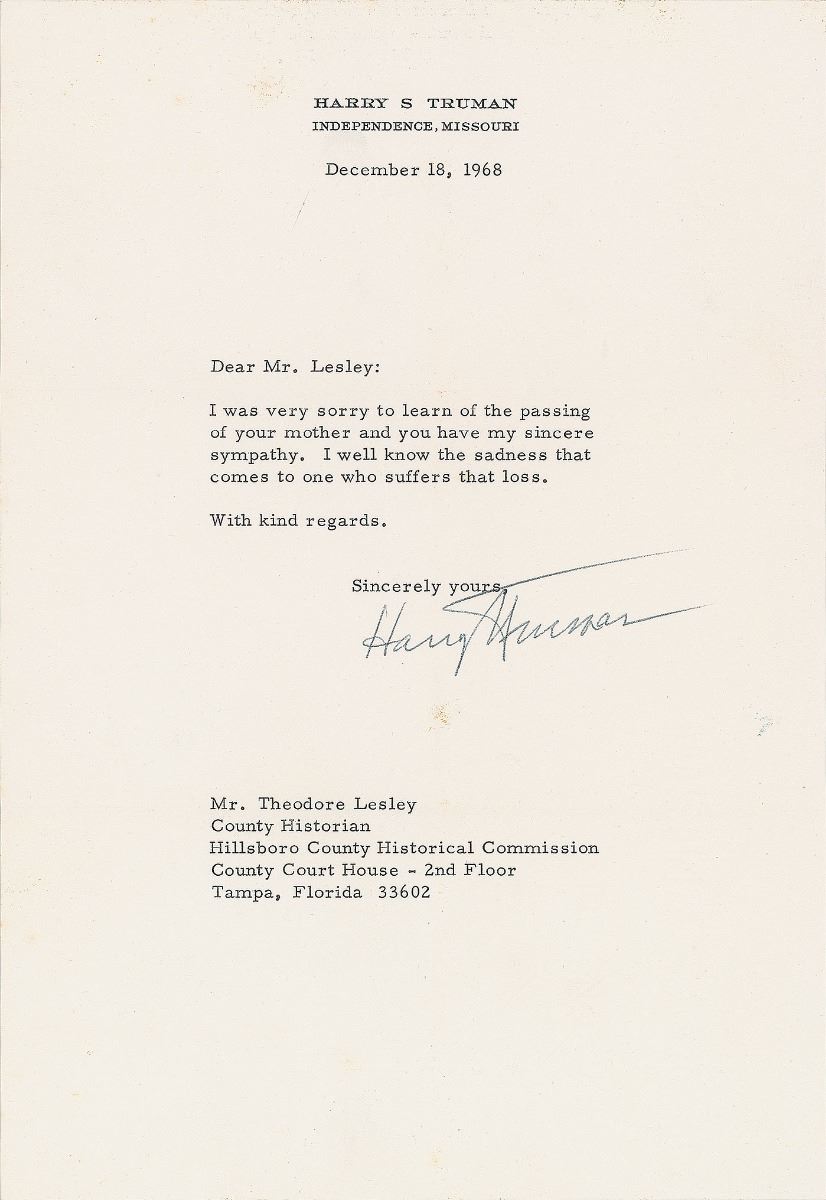 HARRY S TRUMAN
INDEPENDENCE, MISSOURI
December 18, 1968
Dear Mr. Lesley:
I was very sorry to learn of the passing
of your mother and you have my sincere
sympathy. I well know the sadness that
comes to one who suffers that loss.
With kind regards.
Sincerely yours,
Harry Truman
Mr. Theodore Lesley
County Historian
Hillsboro County Historical Commission
County Court House - 2nd Floor
Tampa, Florida 33602